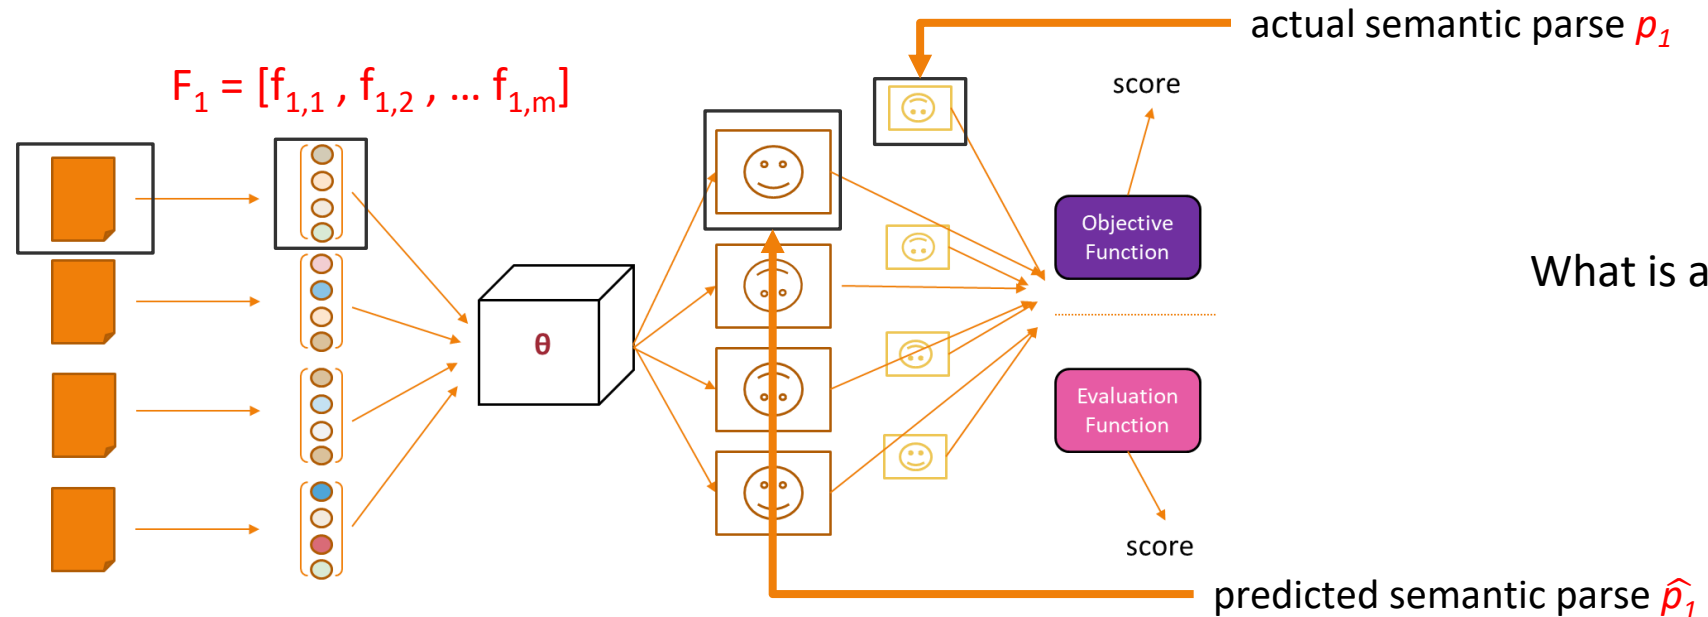 actual semantic parse p₁
score
F₁ = [f₁,₁ , f₁,₂ , … f₁,ₘ]
Objective
Function
What is a
θ
Evaluation
Function
score
predicted semantic parse p̂₁